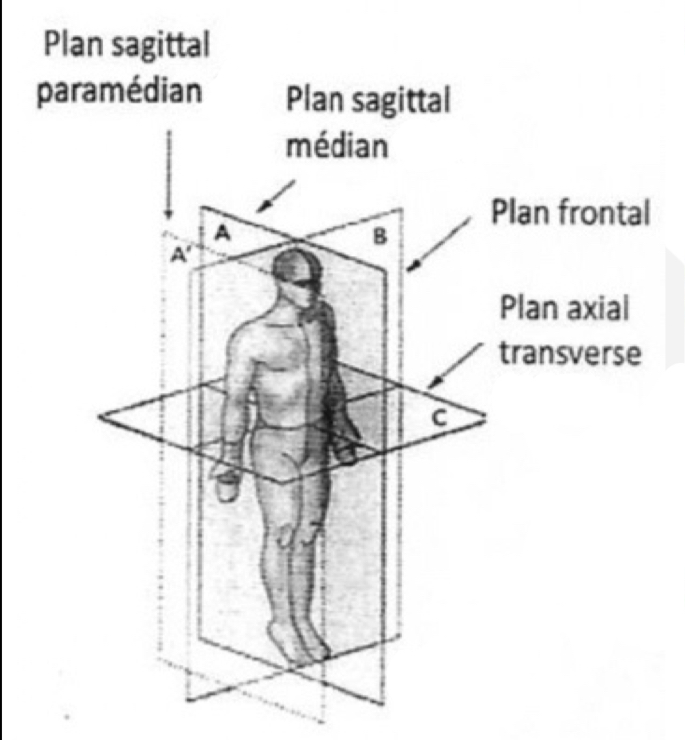 Plan sagittal
paramédian
Plan sagittal
médian
Plan frontal
Plan axial
transverse
A
B
A'
C